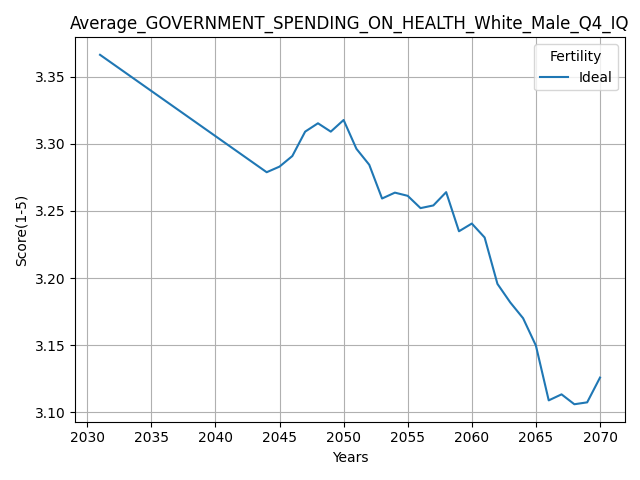 Average_GOVERNMENT_SPENDING_ON_HEALTH_White_Male_Q4_IQ
Fertility
Ideal
Score(1-5)
3.35
3.30
3.25
3.20
3.15
3.10
2030 2035 2040 2045 2050 2055 2060 2065 2070
Years